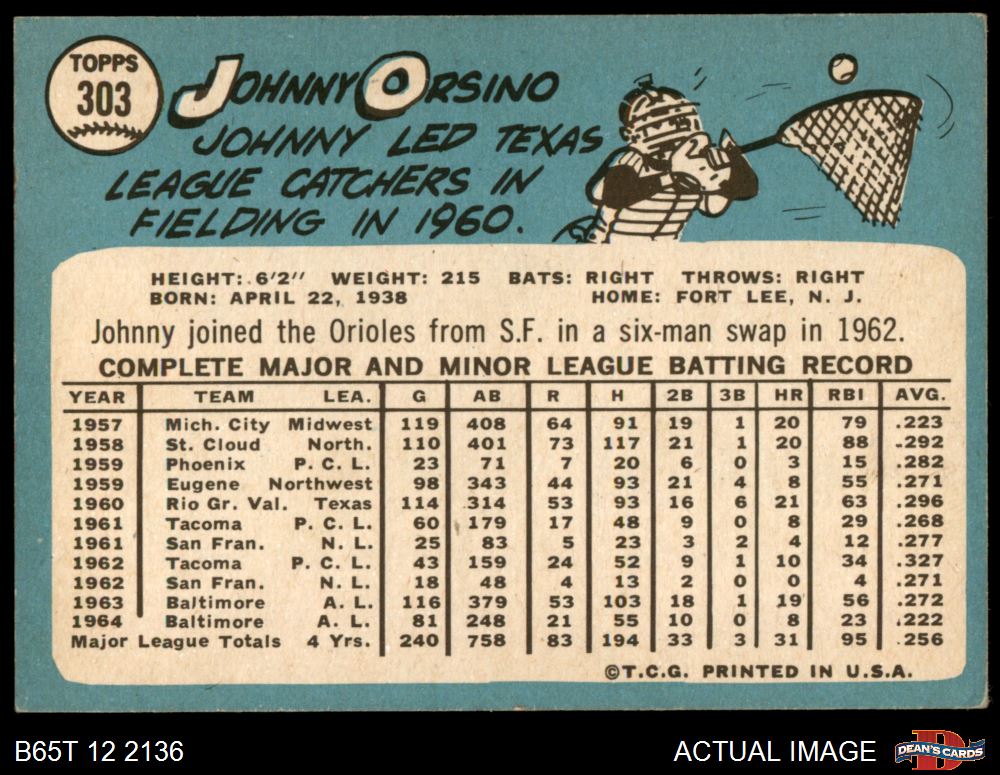 TOPPS
303
JOHNNY ORSINO
JOHNNY LED TEXAS
LEAGUE CATCHERS IN
FIELDING IN 1960.
HEIGHT: 6'2" WEIGHT: 215 BATS: RIGHT THROWS: RIGHT
BORN: APRIL 22, 1938 HOME: FORT LEE, N. J.
Johnny joined the Orioles from S.F. in a six-man swap in 1962.
COMPLETE MAJOR AND MINOR LEAGUE BATTING RECORD
YEAR TEAM LEA. G AB R H 2B 3B HR RBI AVG.
1957 Mich. City Midwest 119 408 64 91 19 1 20 79 .223
1958 St. Cloud North. 110 401 73 117 21 1 20 88 .292
1959 Phoenix P. C. L. 23 71 7 20 6 0 3 15 .282
1959 Eugene Northwest 98 343 44 93 21 4 8 55 .271
1960 Rio Gr. Val. Texas 114 314 53 93 16 6 21 63 .296
1961 Tacoma P. C. L. 60 179 17 48 9 0 8 29 .268
1961 San Fran. N. L. 25 83 5 23 3 2 4 12 .277
1962 Tacoma P. C. L. 43 159 24 52 9 1 10 34 .327
1962 San Fran. N. L. 18 48 4 13 2 0 0 4 .271
1963 Baltimore A. L. 116 379 53 103 18 1 19 56 .272
1964 Baltimore A. L. 81 248 21 55 10 0 8 23 .222
Major League Totals 4 Yrs. 240 758 83 194 33 3 31 95 .256
©T.C.G. PRINTED IN U.S.A.
B65T 12 2136
ACTUAL IMAGE
DEAN'S CARDS